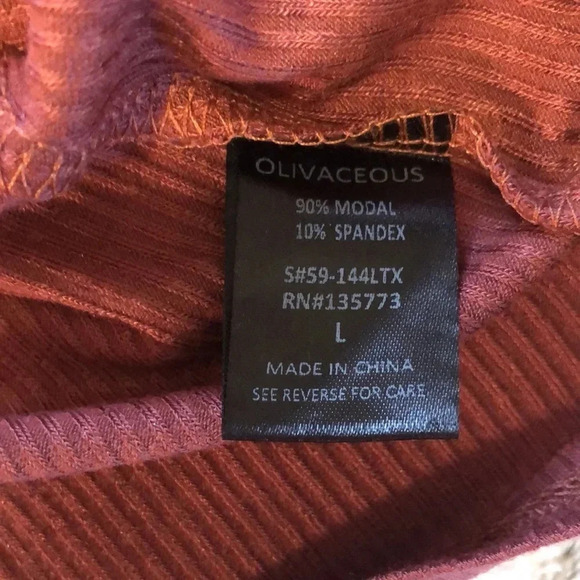 OLIVACEOUS
90% MODAL
10% SPANDEX
S#59-144LTX
RN#135773
L
MADE IN CHINA
SEE REVERSE FOR CARE